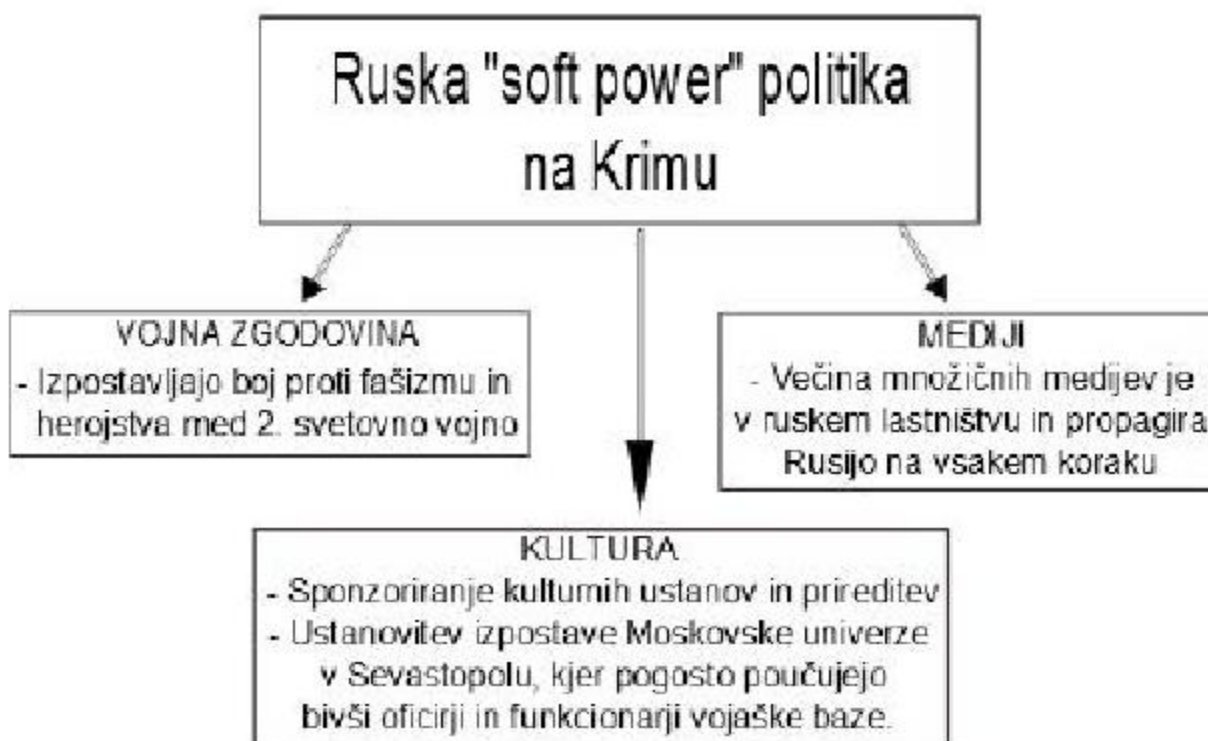 Ruska "soft power" politika
na Krimu
VOJNA ZGODOVINA
- Izpostavljajo boj proti fašizmu in
herojstva med 2. svetovno vojno
MEDIJI
- Večina množičnih medijev je
v ruskem lastništvu in propagira
Rusijo na vsakem koraku
KULTURA
- Sponzoriranje kulturnih ustanov in prireditev
- Ustanovitev izpostave Moskovske univerze
v Sevastopolu, kjer pogosto poučujejo
bivši oficirji in funkcionarji vojaške baze.